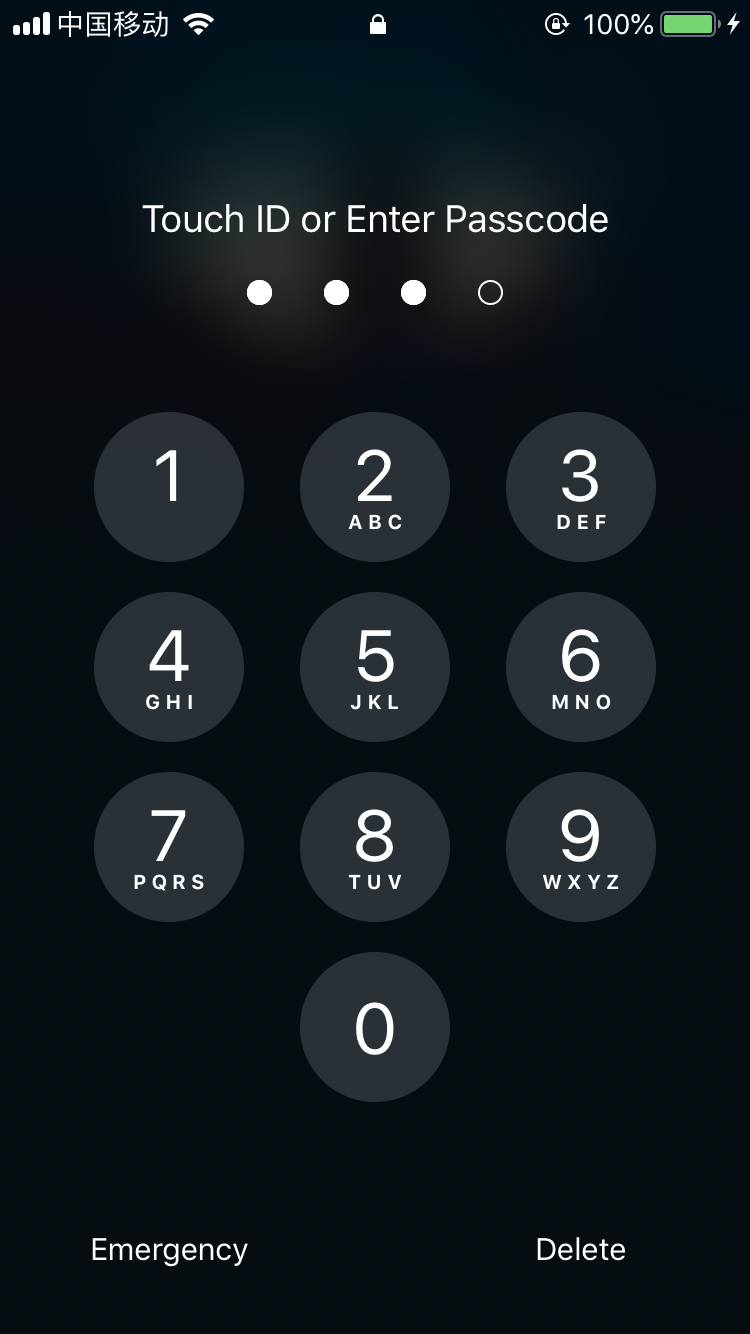 中国移动 100%
Touch ID or Enter Passcode
1 2 3
ABC DEF
4 5 6
GHI JKL MNO
7 8 9
PQRS TUV WXYZ
0
Emergency Delete